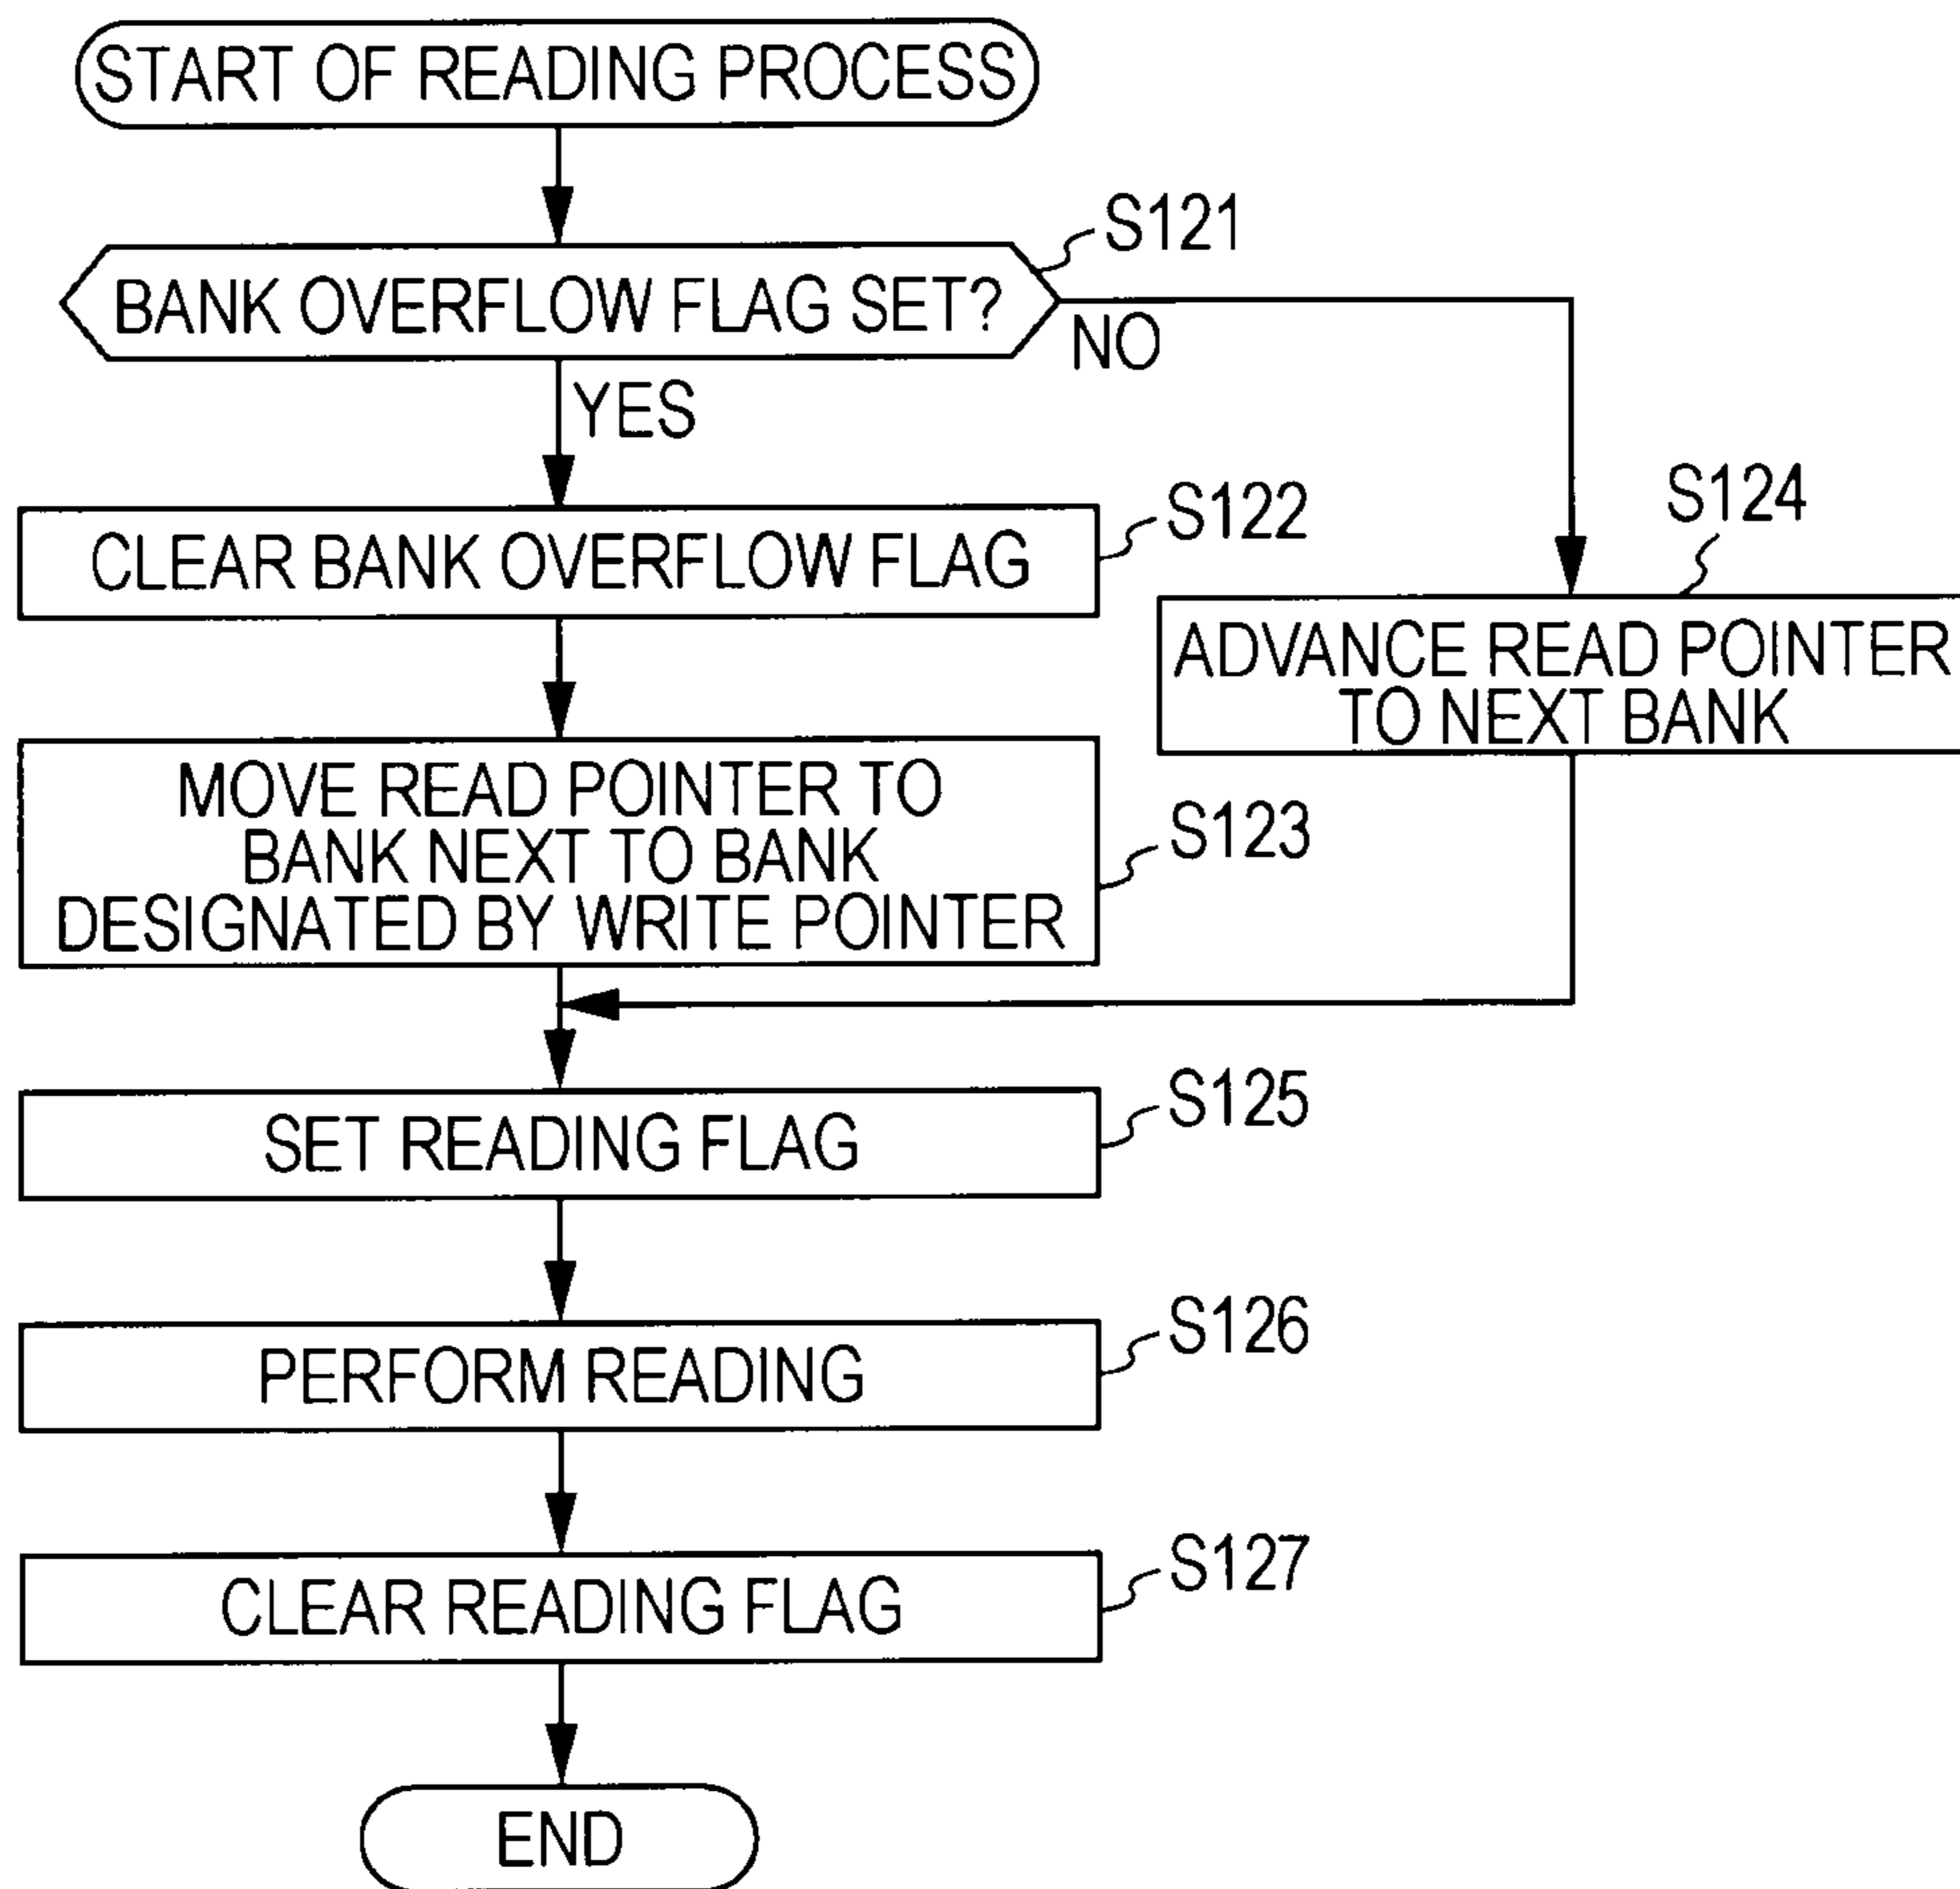 START OF READING PROCESS
S121
BANK OVERFLOW FLAG SET?
NO
YES
S122
CLEAR BANK OVERFLOW FLAG
S124
ADVANCE READ POINTER
TO NEXT BANK
MOVE READ POINTER TO
BANK NEXT TO BANK
DESIGNATED BY WRITE POINTER
S123
S125
SET READING FLAG
S126
PERFORM READING
S127
CLEAR READING FLAG
END